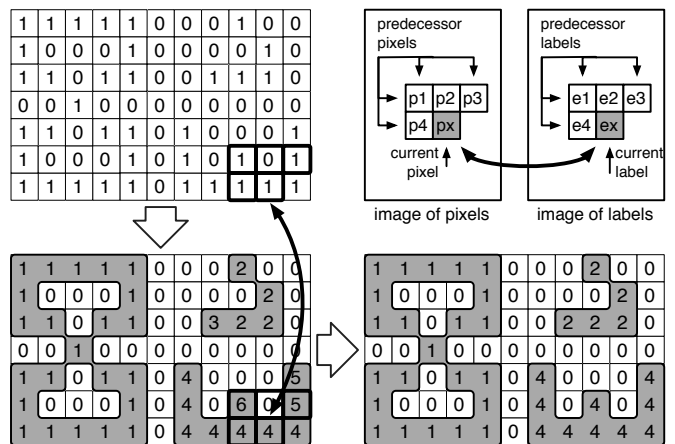 1 1 1 1 1 0 0 0 1 0 0
1 0 0 0 1 0 0 0 0 1 0
1 1 0 1 1 0 0 1 1 1 0
0 0 1 0 0 0 0 0 0 0 0
1 1 0 1 1 0 1 0 0 0 1
1 0 0 0 1 0 1 0 1 0 1
1 1 1 1 1 0 1 1 1 1 1
predecessor
pixels
p1 p2 p3
p4 px
current
pixel
image of pixels
predecessor
labels
e1 e2 e3
e4 ex
current
label
image of labels
1 1 1 1 1 0 0 0 2 0 0
1 0 0 0 1 0 0 0 0 2 0
1 1 0 1 1 0 0 3 2 2 0
0 0 1 0 0 0 0 0 0 0 0
1 1 0 1 1 0 4 0 0 0 5
1 0 0 0 1 0 4 0 6 0 5
1 1 1 1 1 0 4 4 4 4 4
1 1 1 1 1 0 0 0 2 0 0
1 0 0 0 1 0 0 0 0 2 0
1 1 0 1 1 0 0 2 2 2 0
0 0 1 0 0 0 0 0 0 0 0
1 1 0 1 1 0 4 0 0 0 4
1 0 0 0 1 0 4 0 4 0 4
1 1 1 1 1 0 4 4 4 4 4